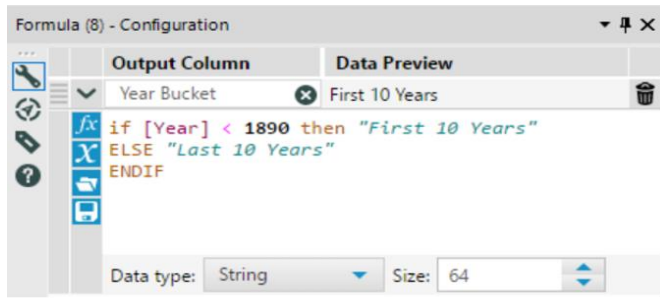 Formula (8) - Configuration
Output Column Data Preview
Year Bucket First 10 Years
fx if [Year] < 1890 then "First 10 Years"
X ELSE "Last 10 Years"
ENDIF
Data type: String Size: 64